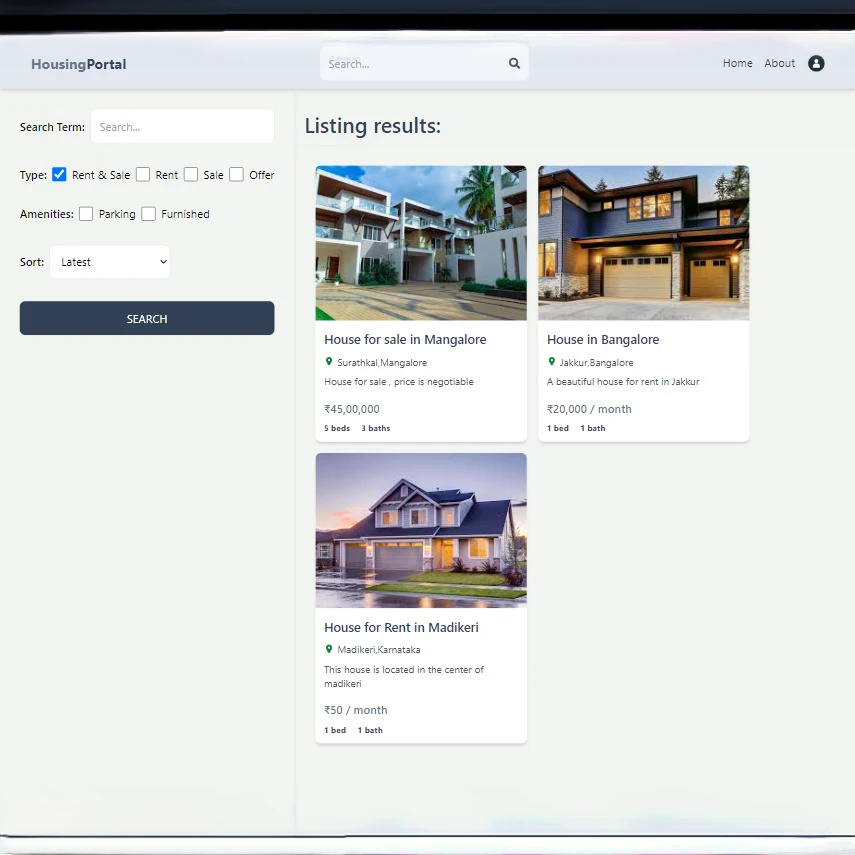 HousingPortal
Search...
Home About
Search Term: Search...
Type: Rent & Sale Rent Sale Offer
Amenities: Parking Furnished
Sort: Latest
SEARCH
Listing results:
House for sale in Mangalore
Surathkal,Mangalore
House for sale , price is negotiable
₹45,00,000
5 beds 3 baths
House in Bangalore
Jakkur,Bangalore
A beautiful house for rent in Jakkur
₹20,000 / month
1 bed 1 bath
House for Rent in Madikeri
Madikeri,Karnataka
This house is located in the center of
madikeri
₹50 / month
1 bed 1 bath